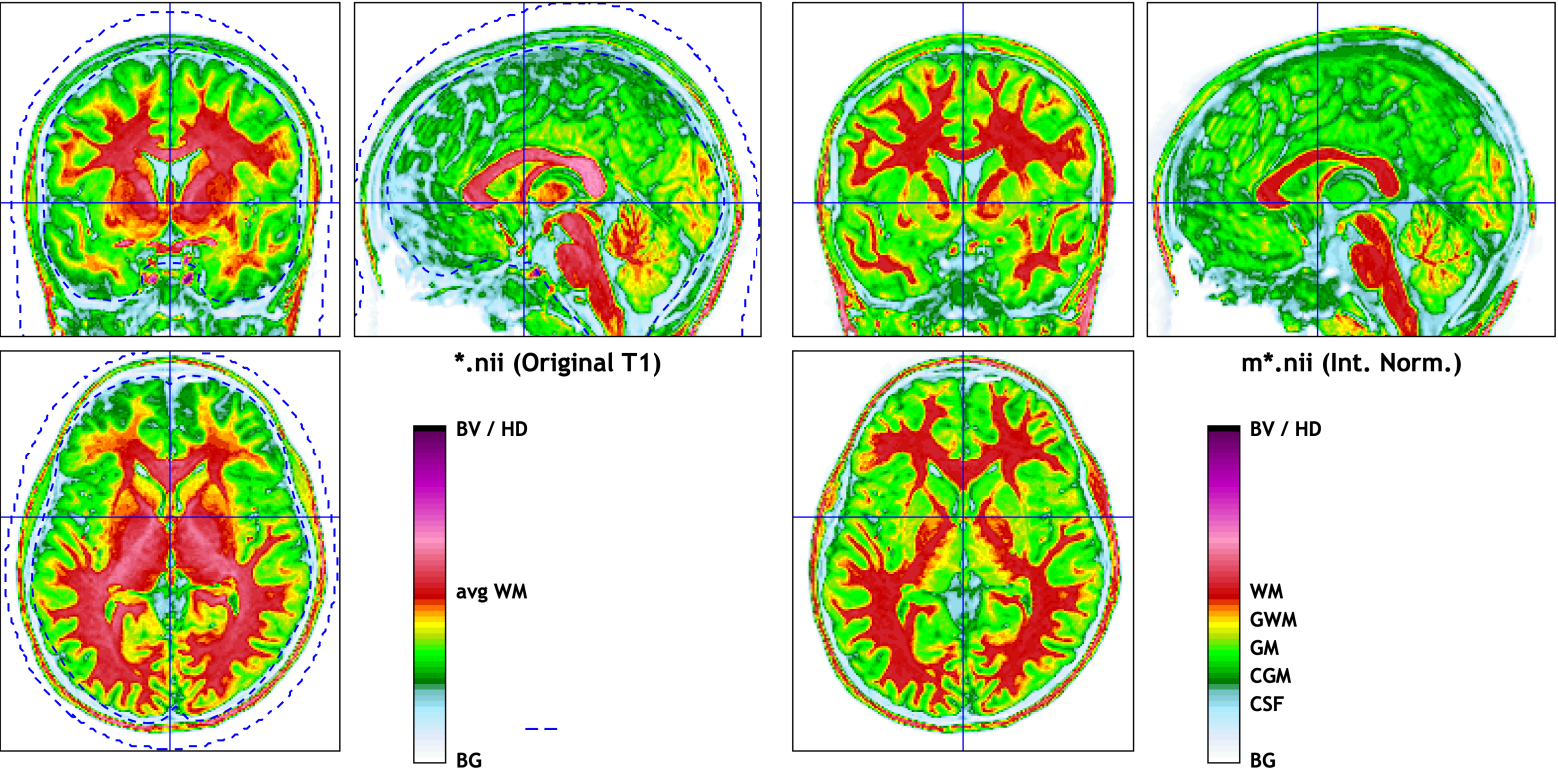 *.nii (Original T1)
BV / HD
avg WM
BG
m*.nii (Int. Norm.)
BV / HD
WM
GWM
GM
CGM
CSF
BG